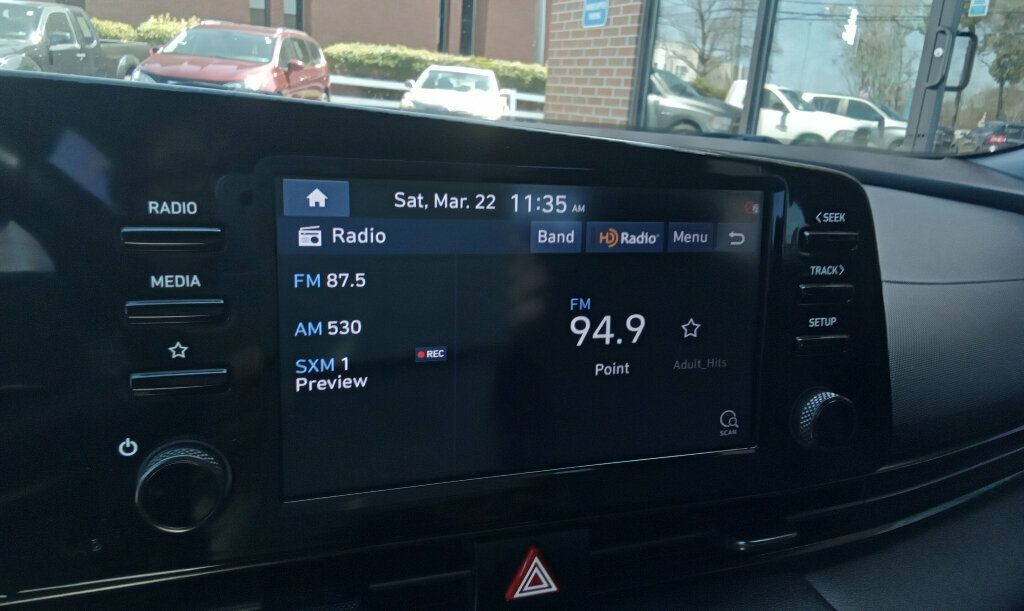 RADIO
MEDIA
Sat, Mar. 22 11:35 AM
Radio
Band
HD Radio
Menu
FM 87.5
AM 530
SXM 1
REC
Preview
FM
94.9
Point
Adult_Hits
SCAN
< SEEK
TRACK >
SETUP